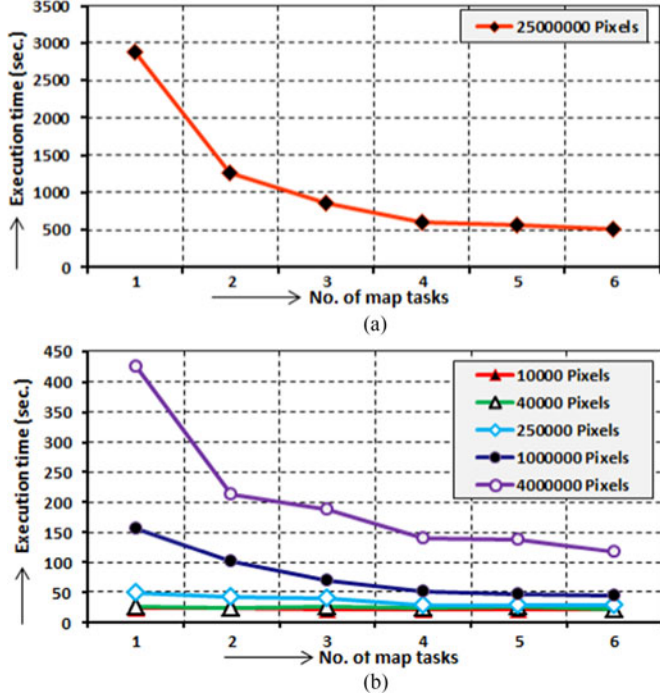 3500
3000
2500
2000
1500
1000
500
0
Execution time (sec.)
25000000 Pixels
1 2 3 4 5 6
No. of map tasks
(a)
450
400
350
300
250
200
150
100
50
0
Execution time (sec.)
10000 Pixels
40000 Pixels
250000 Pixels
1000000 Pixels
4000000 Pixels
1 2 3 4 5 6
No. of map tasks
(b)